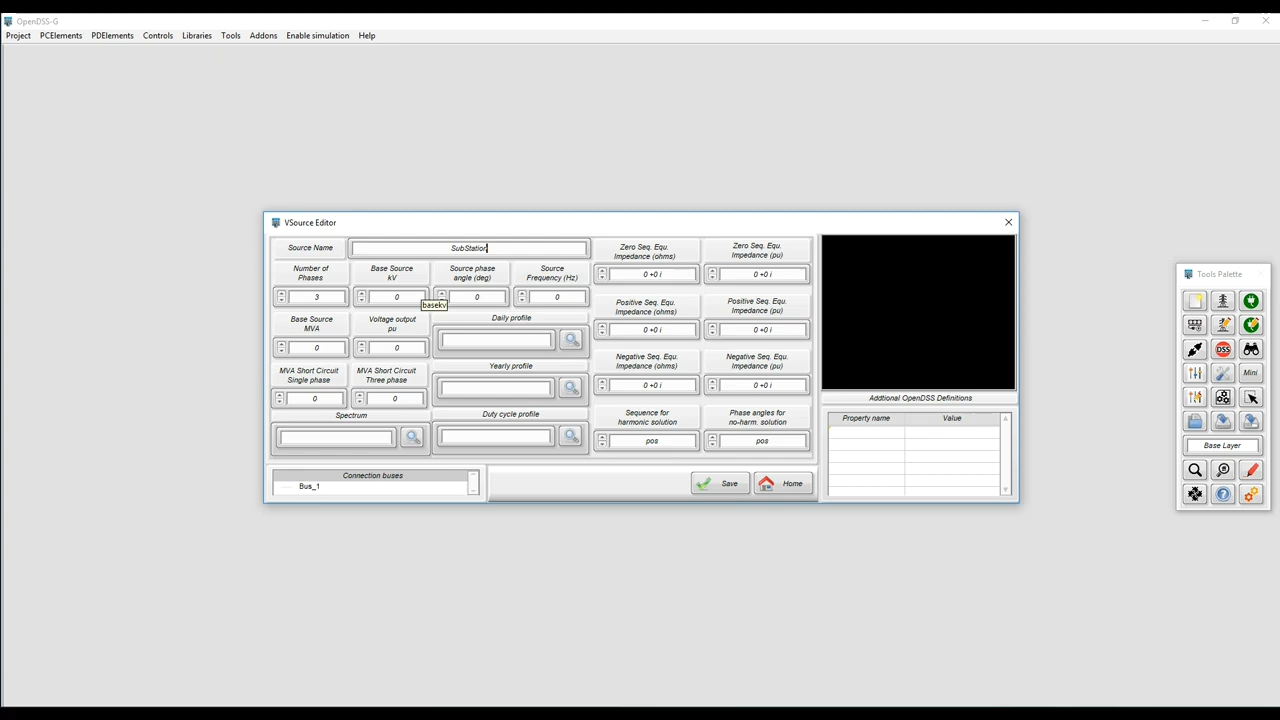 OpenDSS-G
Project PCElements PDElements Controls Libraries Tools Addons Enable simulation Help
VSource Editor
Source Name
SubStation
Number of
Phases
3
Base Source
kV
0
Source phase
angle (deg)
0
Source
Frequency (Hz)
0
basekv
Base Source
MVA
0
Voltage output
pu
0
Daily profile
MVA Short Circuit
Single phase
0
MVA Short Circuit
Three phase
0
Yearly profile
Spectrum
Duty cycle profile
Zero Seq. Equ.
Impedance (ohms)
0 +0 i
Zero Seq. Equ.
Impedance (pu)
0 +0 i
Positive Seq. Equ.
Impedance (ohms)
0 +0 i
Positive Seq. Equ.
Impedance (pu)
0 +0 i
Negative Seq. Equ.
Impedance (ohms)
0 +0 i
Negative Seq. Equ.
Impedance (pu)
0 +0 i
Sequence for
harmonic solution
pos
Phase angles for
no-harm. solution
pos
Connection buses
Bus_1
Save
Home
Addtional OpenDSS Definitions
Property name Value
Tools Palette
DSS
Mini
Base Layer